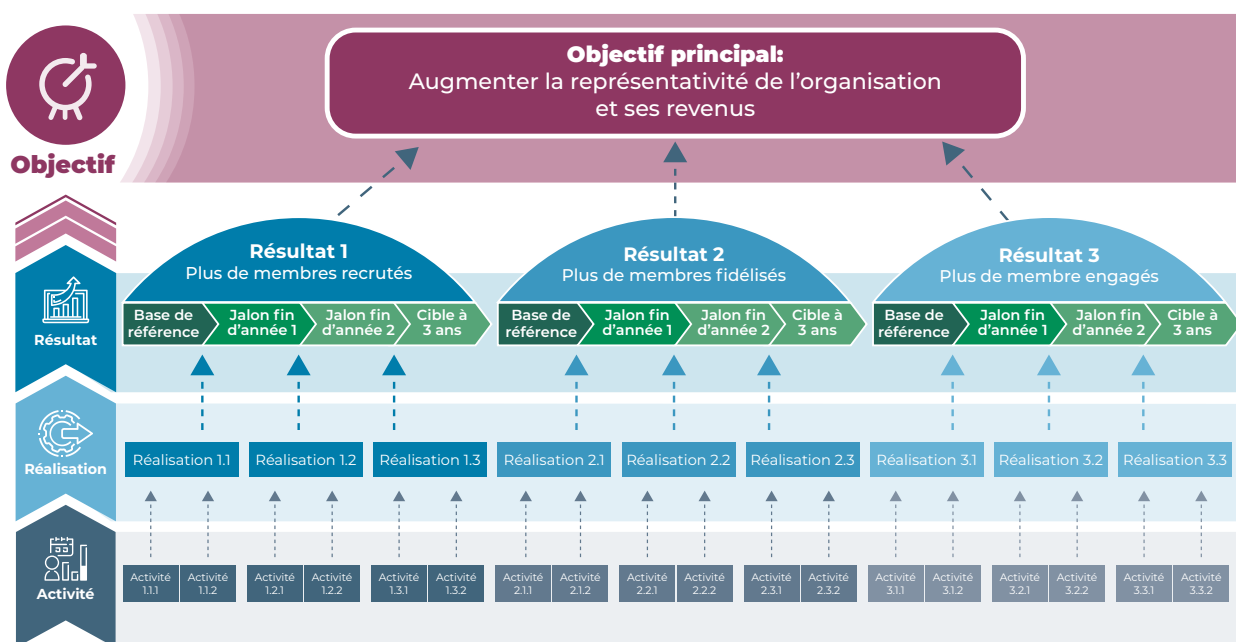 Objectif principal:
Augmenter la représentativité de l'organisation
et ses revenus
Objectif
Résultat 1
Plus de membres recrutés
Résultat 2
Plus de membres fidélisés
Résultat 3
Plus de membre engagés
Résultat
Base de
référence
Jalon fin
d'année 1
Jalon fin
d'année 2
Cible à
3 ans
Base de
référence
Jalon fin
d'année 1
Jalon fin
d'année 2
Cible à
3 ans
Base de
référence
Jalon fin
d'année 1
Jalon fin
d'année 2
Cible à
3 ans
Réalisation
Réalisation 1.1
Réalisation 1.2
Réalisation 1.3
Réalisation 2.1
Réalisation 2.2
Réalisation 2.3
Réalisation 3.1
Réalisation 3.2
Réalisation 3.3
Activité
Activité
1.1.1
Activité
1.1.2
Activité
1.2.1
Activité
1.2.2
Activité
1.3.1
Activité
1.3.2
Activité
2.1.1
Activité
2.1.2
Activité
2.2.1
Activité
2.2.2
Activité
2.3.1
Activité
2.3.2
Activité
3.1.1
Activité
3.1.2
Activité
3.2.1
Activité
3.2.2
Activité
3.3.1
Activité
3.3.2